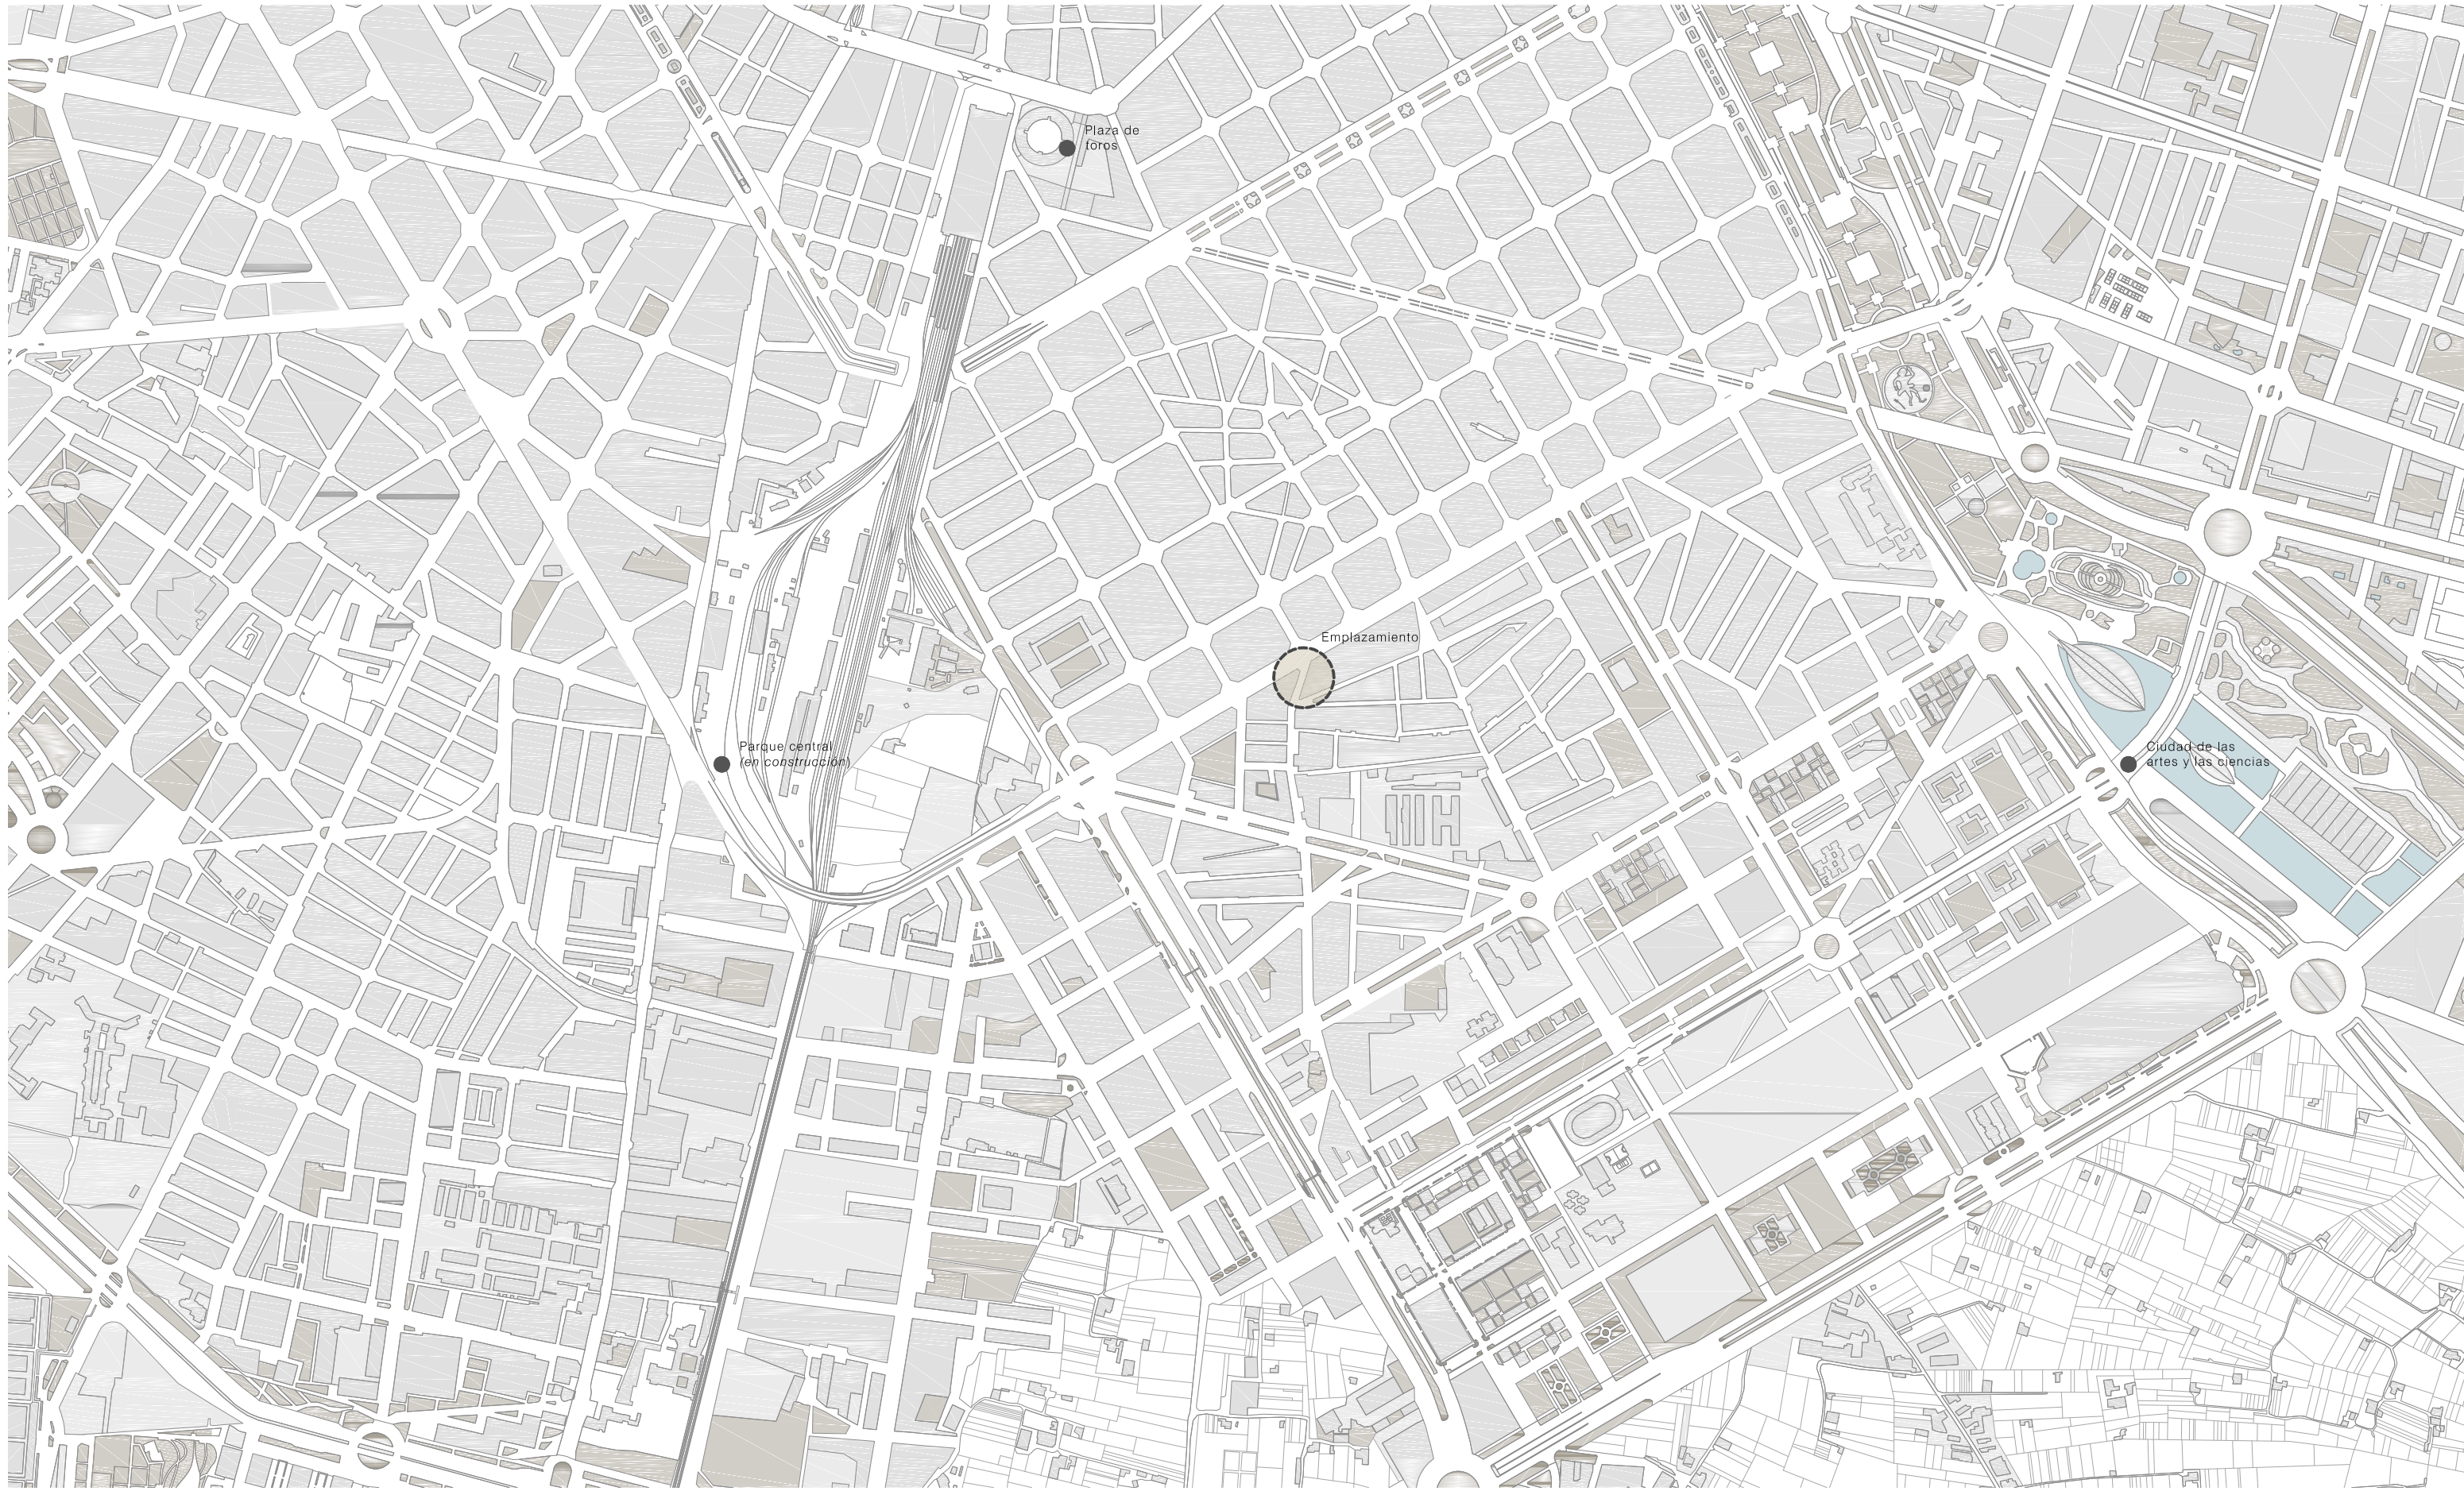 Plaza de
toros
Emplazamiento
Parque central
(en construcción)
Ciudad de las
artes y las ciencias